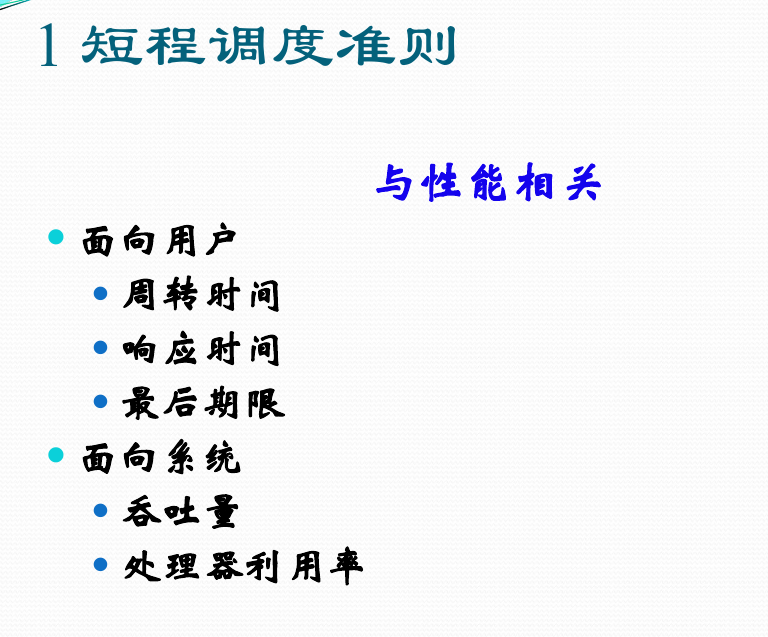 1 短程调度准则
与性能相关
面向用户
周转时间
响应时间
最后期限
面向系统
吞吐量
处理器利用率